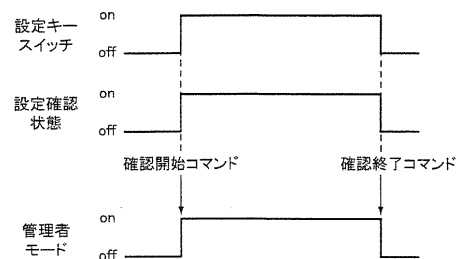 設定キー
スイッチ
on
off
設定確認
状態
on
off
確認開始コマンド
確認終了コマンド
管理者
モード
on
off